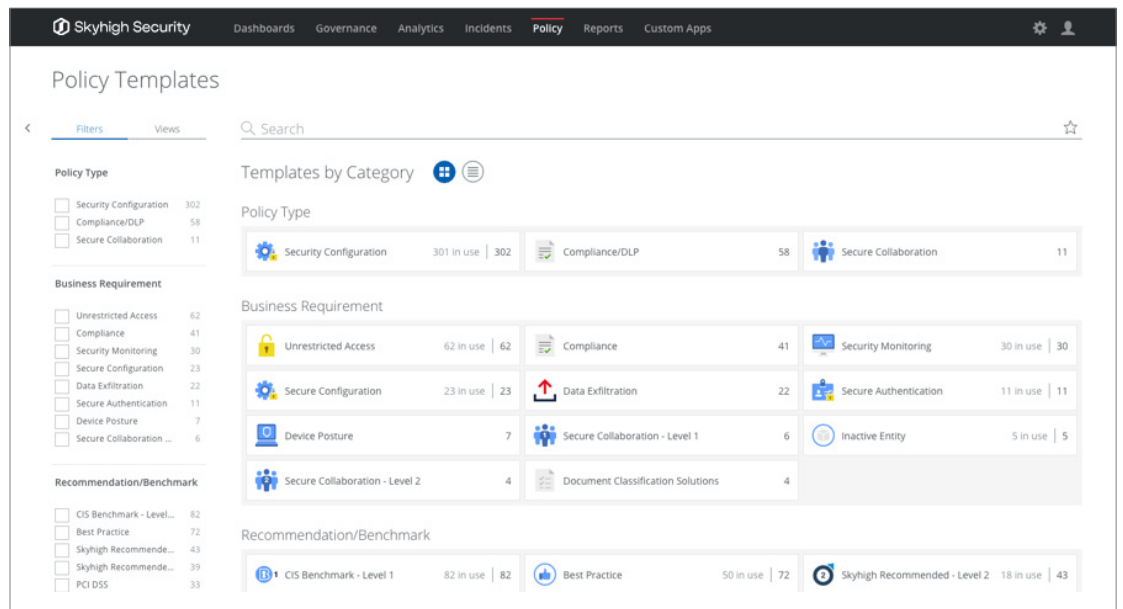 Skyhigh Security Dashboards Governance Analytics Incidents Policy Reports Custom Apps
Policy Templates
Filters Views
Search
Policy Type
Security Configuration 302
Compliance/DLP 58
Secure Collaboration 11
Business Requirement
Unrestricted Access 62
Compliance 41
Security Monitoring 30
Secure Configuration 23
Data Exfiltration 22
Secure Authentication 11
Device Posture 7
Secure Collaboration ... 6
Recommendation/Benchmark
CIS Benchmark - Level... 82
Best Practice 72
Skyhigh Recommende... 43
Skyhigh Recommende... 39
PCI DSS 33
Templates by Category
Policy Type
Security Configuration 301 in use | 302
Compliance/DLP 58
Secure Collaboration 11
Business Requirement
Unrestricted Access 62 in use | 62
Compliance 41
Security Monitoring 30 in use | 30
Secure Configuration 23 in use | 23
Data Exfiltration 22
Secure Authentication 11 in use | 11
Device Posture 7
1 Secure Collaboration - Level 1 6
Inactive Entity 5 in use | 5
2 Secure Collaboration - Level 2 4
Document Classification Solutions 4
Recommendation/Benchmark
1 CIS Benchmark - Level 1 82 in use | 82
Best Practice 50 in use | 72
2 Skyhigh Recommended - Level 2 18 in use | 43